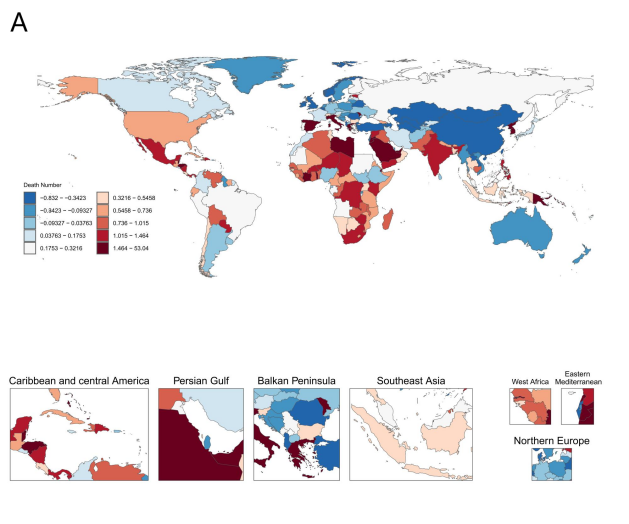 A
Death Number
−0.832 − −0.3423
−0.3423 − −0.09327
−0.09327 − 0.03763
0.03763 − 0.1753
0.1753 − 0.3216
0.3216 − 0.5458
0.5458 − 0.736
0.736 − 1.015
1.015 − 1.464
1.464 − 53.04
Caribbean and central America
Persian Gulf
Balkan Peninsula
Southeast Asia
West Africa
Eastern
Mediterranean
Northern Europe